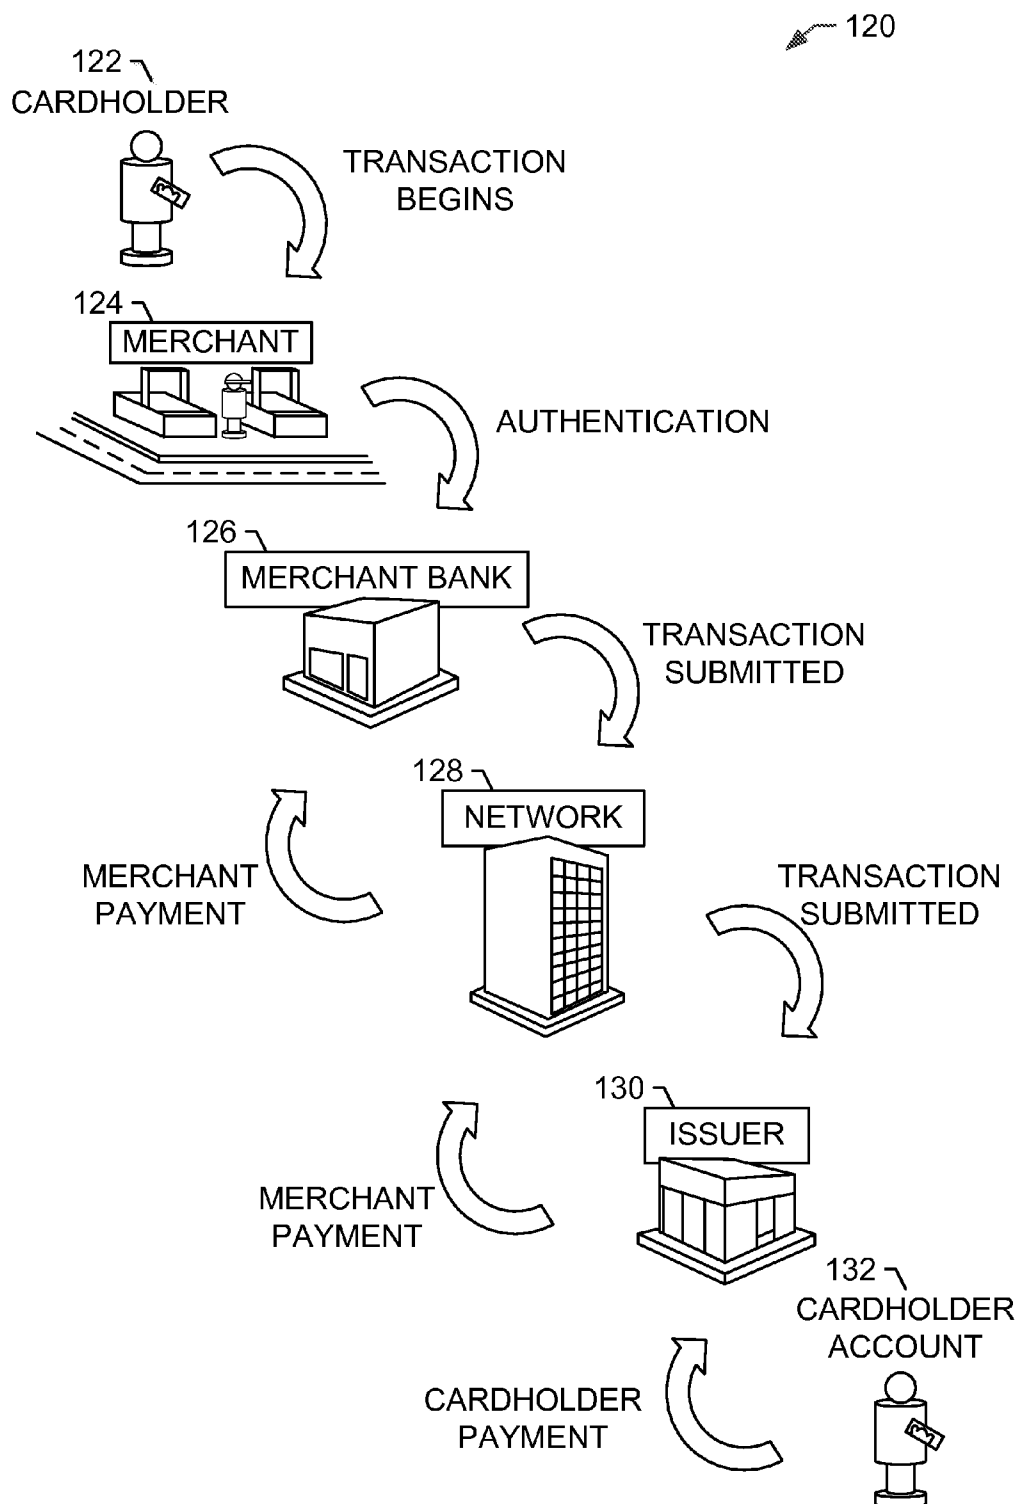 120
122
CARDHOLDER
TRANSACTION
BEGINS
124
MERCHANT
AUTHENTICATION
126
MERCHANT BANK
TRANSACTION
SUBMITTED
128
NETWORK
MERCHANT
PAYMENT
TRANSACTION
SUBMITTED
130
ISSUER
MERCHANT
PAYMENT
132
CARDHOLDER
ACCOUNT
CARDHOLDER
PAYMENT